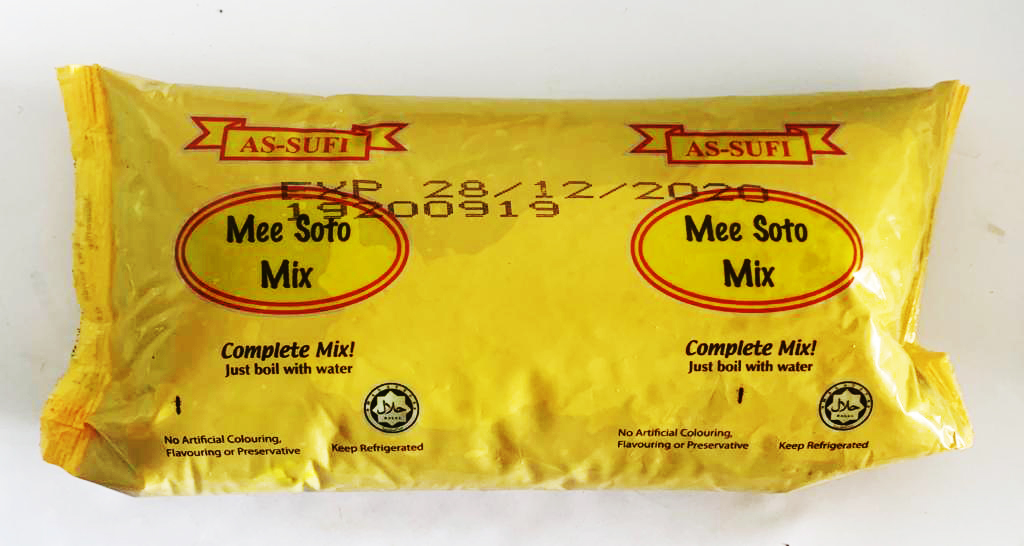 AS-SUFI
AS-SUFI
EXP 28/12/2020
19200919
Mee Soto
Mix
Mee Soto
Mix
Complete Mix!
Just boil with water
Complete Mix!
Just boil with water
حلال
حلال
No Artificial Colouring,
Flavouring or Preservative
Keep Refrigerated
No Artificial Colouring,
Flavouring or Preservative
Keep Refrigerated